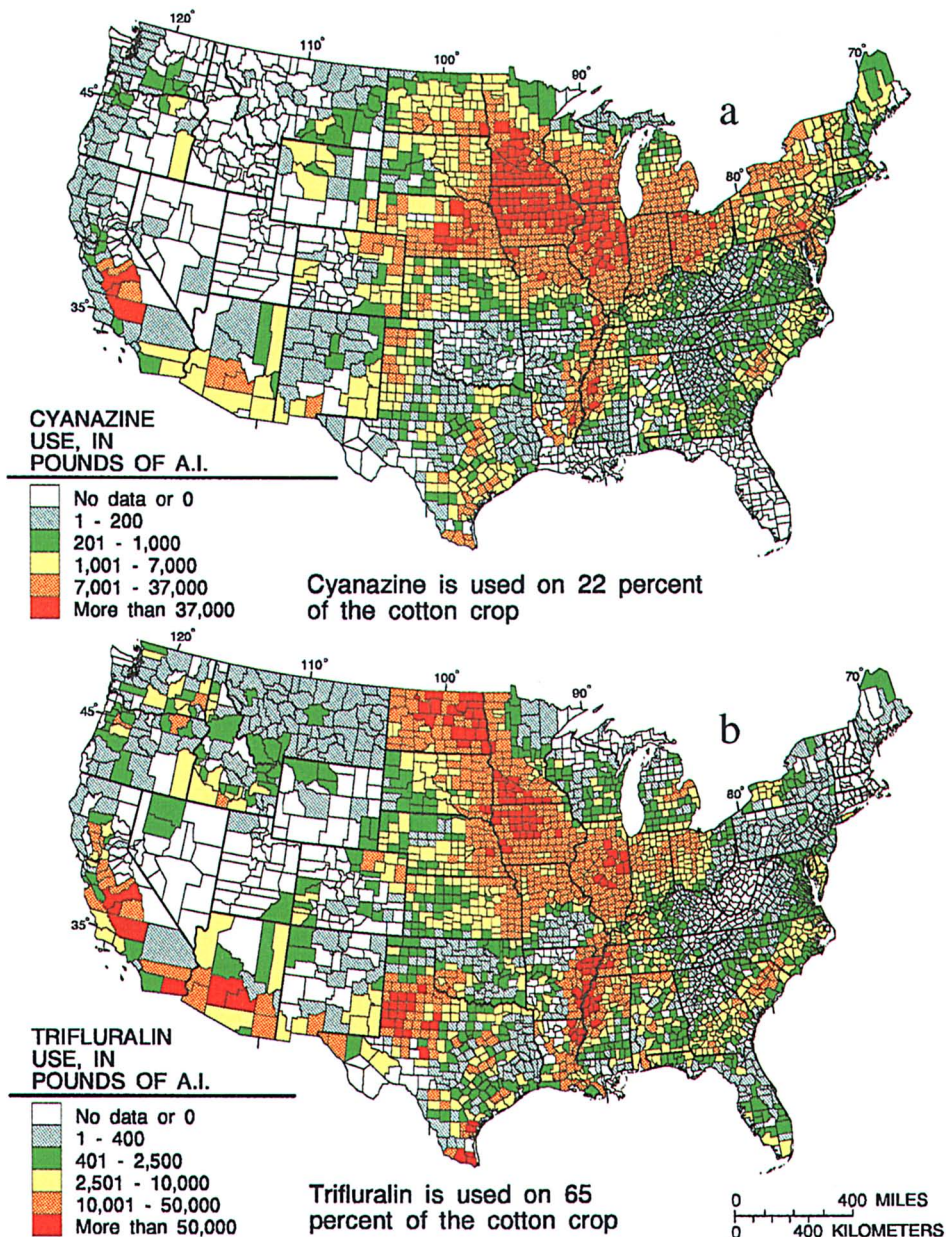 120°
110°
100°
90°
70°
45°
a
80°
35°
CYANAZINE
USE, IN
POUNDS OF A.I.
No data or 0
1 - 200
201 - 1,000
1,001 - 7,000
7,001 - 37,000
More than 37,000
Cyanazine is used on 22 percent
of the cotton crop
120°
110°
100°
90°
70°
45°
b
80°
35°
TRIFLURALIN
USE, IN
POUNDS OF A.I.
No data or 0
1 - 400
401 - 2,500
2,501 - 10,000
10,001 - 50,000
More than 50,000
Trifluralin is used on 65
percent of the cotton crop
0 400 MILES
0 400 KILOMETERS